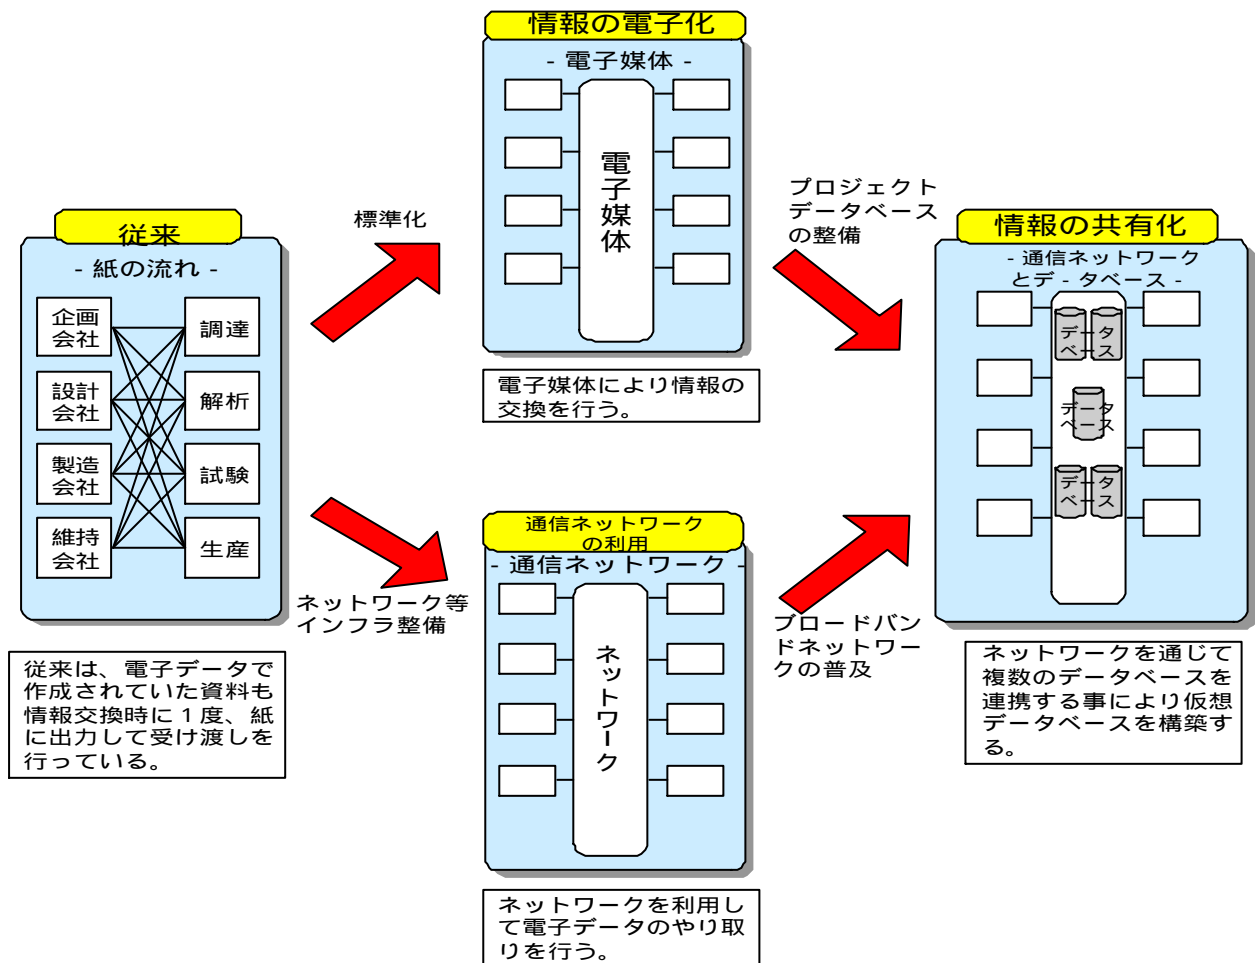 情報の電子化
- 電子媒体 -
電子媒体
電子媒体により情報の
交換を行う。
従来
- 紙の流れ -
企画
会社
設計
会社
製造
会社
維持
会社
調達
解析
試験
生産
従来は、電子データで
作成されていた資料も
情報交換時に１度、紙
に出力して受け渡しを
行っている。
標準化
ネットワーク等
インフラ整備
通信ネットワーク
の利用
- 通信ネットワーク -
ネットワーク
ネットワークを利用し
て電子データのやり取
りを行う。
プロジェクト
データベース
の整備
ブロードバン
ドネットワー
クの普及
情報の共有化
- 通信ネットワーク
とデ - タベース -
データ
ベース
データ
ベース
データ
ベース
ネットワークを通じて
複数のデータベースを
連携する事により仮想
データベースを構築す
る。